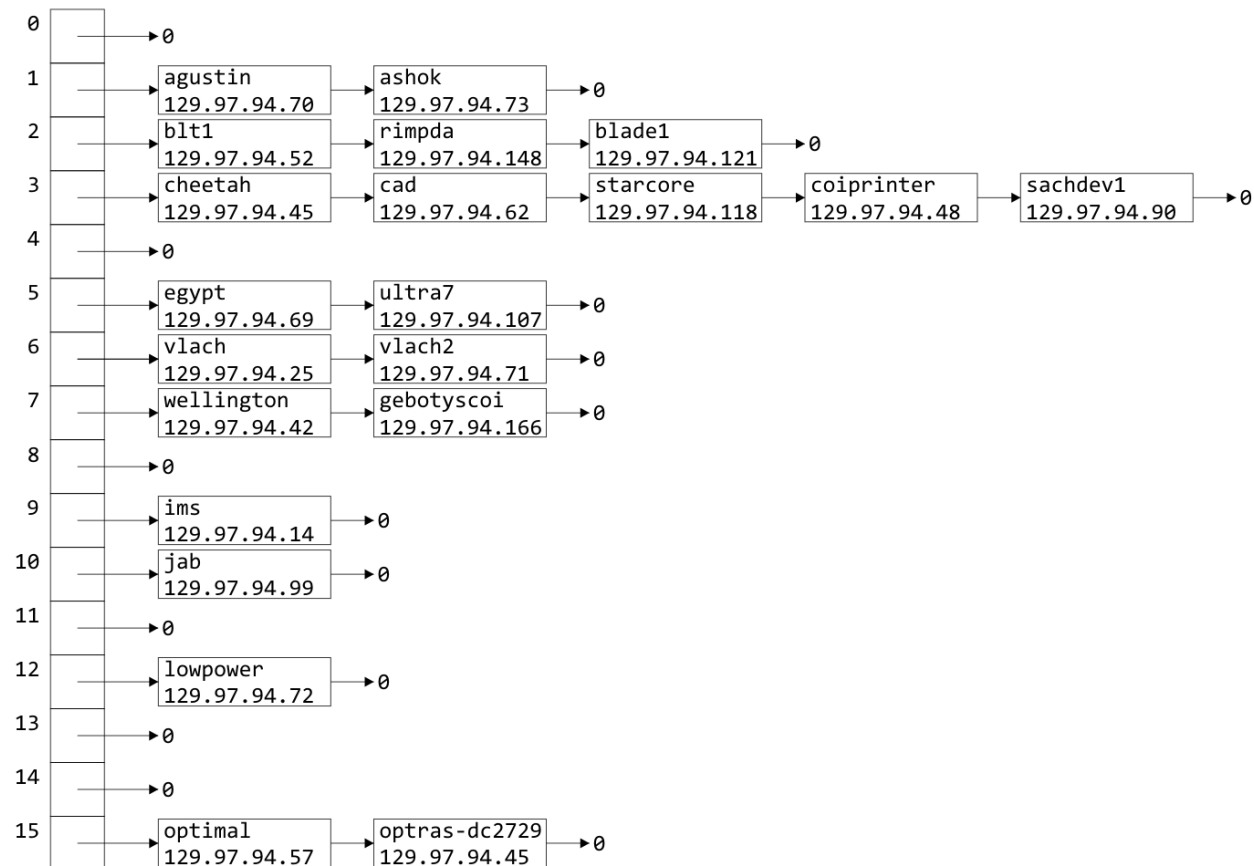 0
0
1
agustin
129.97.94.70
ashok
129.97.94.73
0
2
blt1
129.97.94.52
rimpda
129.97.94.148
blade1
129.97.94.121
0
3
cheetah
129.97.94.45
cad
129.97.94.62
starcore
129.97.94.118
coiprinter
129.97.94.48
sachdev1
129.97.94.90
0
4
0
5
egypt
129.97.94.69
ultra7
129.97.94.107
0
6
vlach
129.97.94.25
vlach2
129.97.94.71
0
7
wellington
129.97.94.42
gebotyscoi
129.97.94.166
0
8
0
9
ims
129.97.94.14
0
10
jab
129.97.94.99
0
11
0
12
lowpower
129.97.94.72
0
13
0
14
0
15
optimal
129.97.94.57
optras-dc2729
129.97.94.45
0